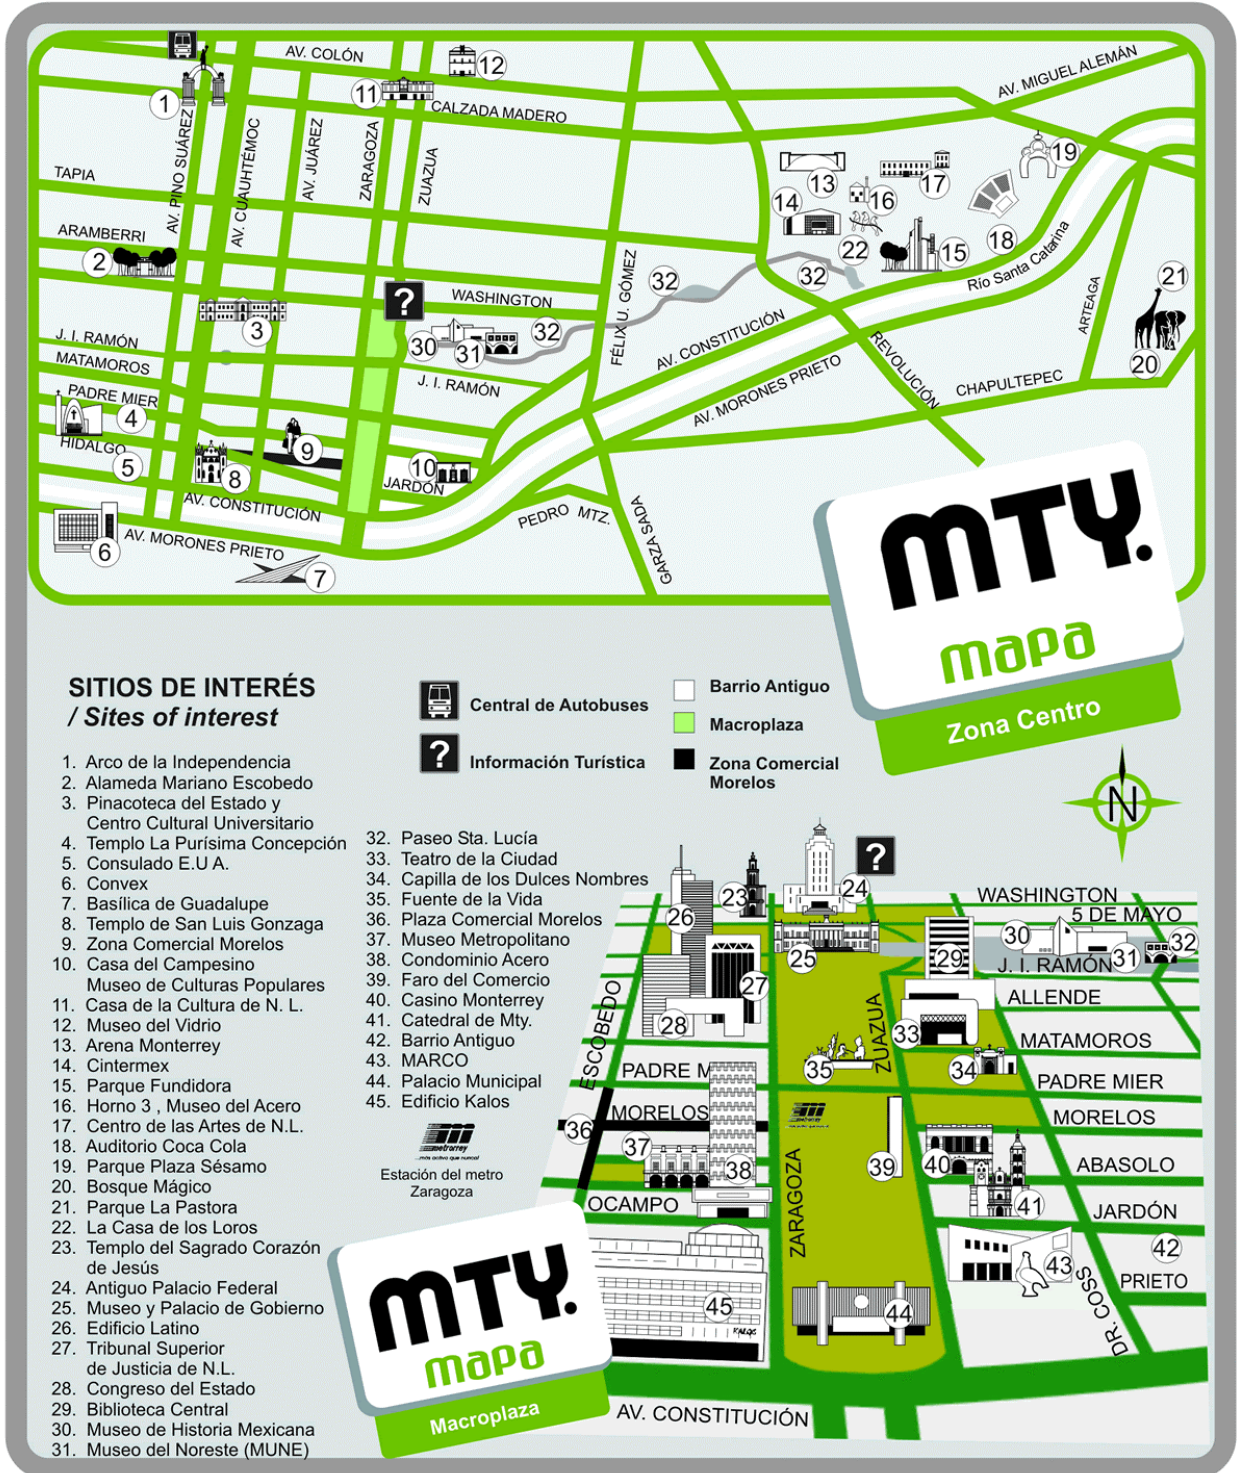 AV. COLÓN
12
AV. MIGUEL ALEMÁN
1
11
CALZADA MADERO
AV. PINO SUÁREZ
AV. CUAUHTÉMOC
AV. JUÁREZ
ZARAGOZA
ZUAZUA
TAPIA
13
14
16
17
19
ARAMBERRI
2
22
15
18
32
32
Río Santa Catarina
21
WASHINGTON
?
3
30
31
32
FÉLIX U. GÓMEZ
ARTEAGA
J. I. RAMÓN
MATAMOROS
AV. CONSTITUCIÓN
REVOLUCIÓN
20
PADRE MIER
J. I. RAMÓN
AV. MORONES PRIETO
CHAPULTEPEC
4
HIDALGO
5
8
9
10
JARDÓN
AV. CONSTITUCIÓN
PEDRO MTZ.
GARZA SADA
6
AV. MORONES PRIETO
7
MTY.
mapa
Zona Centro
SITIOS DE INTERÉS
/ Sites of interest
Central de Autobuses
?
Información Turística
Barrio Antiguo
Macroplaza
Zona Comercial
Morelos
N
1. Arco de la Independencia
2. Alameda Mariano Escobedo
3. Pinacoteca del Estado y
Centro Cultural Universitario
4. Templo La Purísima Concepción
5. Consulado E.U A.
6. Convex
7. Basílica de Guadalupe
8. Templo de San Luis Gonzaga
9. Zona Comercial Morelos
10. Casa del Campesino
Museo de Culturas Populares
11. Casa de la Cultura de N. L.
12. Museo del Vidrio
13. Arena Monterrey
14. Cintermex
15. Parque Fundidora
16. Horno 3 , Museo del Acero
17. Centro de las Artes de N.L.
18. Auditorio Coca Cola
19. Parque Plaza Sésamo
20. Bosque Mágico
21. Parque La Pastora
22. La Casa de los Loros
23. Templo del Sagrado Corazón
de Jesús
24. Antiguo Palacio Federal
25. Museo y Palacio de Gobierno
26. Edificio Latino
27. Tribunal Superior
de Justicia de N.L.
28. Congreso del Estado
29. Biblioteca Central
30. Museo de Historia Mexicana
31. Museo del Noreste (MUNE)
32. Paseo Sta. Lucía
33. Teatro de la Ciudad
34. Capilla de los Dulces Nombres
35. Fuente de la Vida
36. Plaza Comercial Morelos
37. Museo Metropolitano
38. Condominio Acero
39. Faro del Comercio
40. Casino Monterrey
41. Catedral de Mty.
42. Barrio Antiguo
43. MARCO
44. Palacio Municipal
45. Edificio Kalos
metrorrey
...más activo que nunca!
Estación del metro
Zaragoza
?
23
24
26
25
27
28
29
30
31
32
WASHINGTON
5 DE MAYO
J. I. RAMÓN
ALLENDE
MATAMOROS
PADRE MIER
MORELOS
ABASOLO
JARDÓN
PRIETO
ESCOBEDO
ZUAZUA
33
34
35
PADRE M
MORELOS
36
37
38
39
40
41
42
43
OCAMPO
ZARAGOZA
DR. COSS
44
45
KALOS
AV. CONSTITUCIÓN
MTY.
mapa
Macroplaza